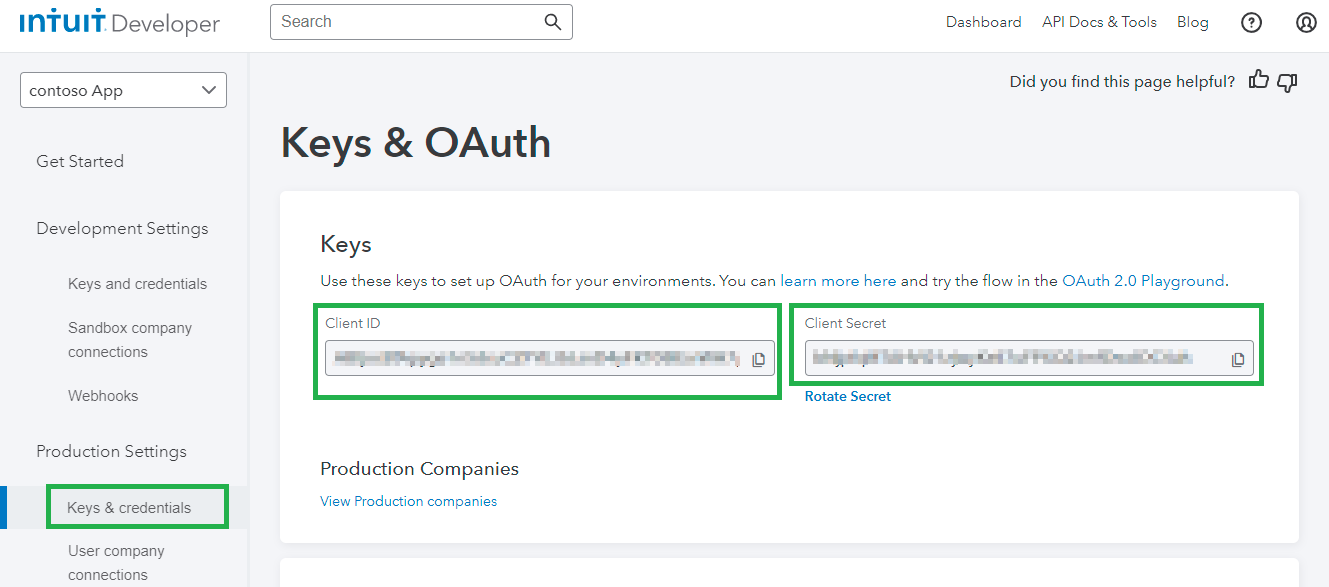 ıntuıt Developer
Search
Dashboard API Docs & Tools Blog
contoso App
Did you find this page helpful?
Keys & OAuth
Get Started
Development Settings
Keys and credentials
Sandbox company
connections
Webhooks
Production Settings
Keys & credentials
User company
connections
Keys
Use these keys to set up OAuth for your environments. You can learn more here and try the flow in the OAuth 2.0 Playground.
Client ID
Client Secret
Rotate Secret
Production Companies
View Production companies